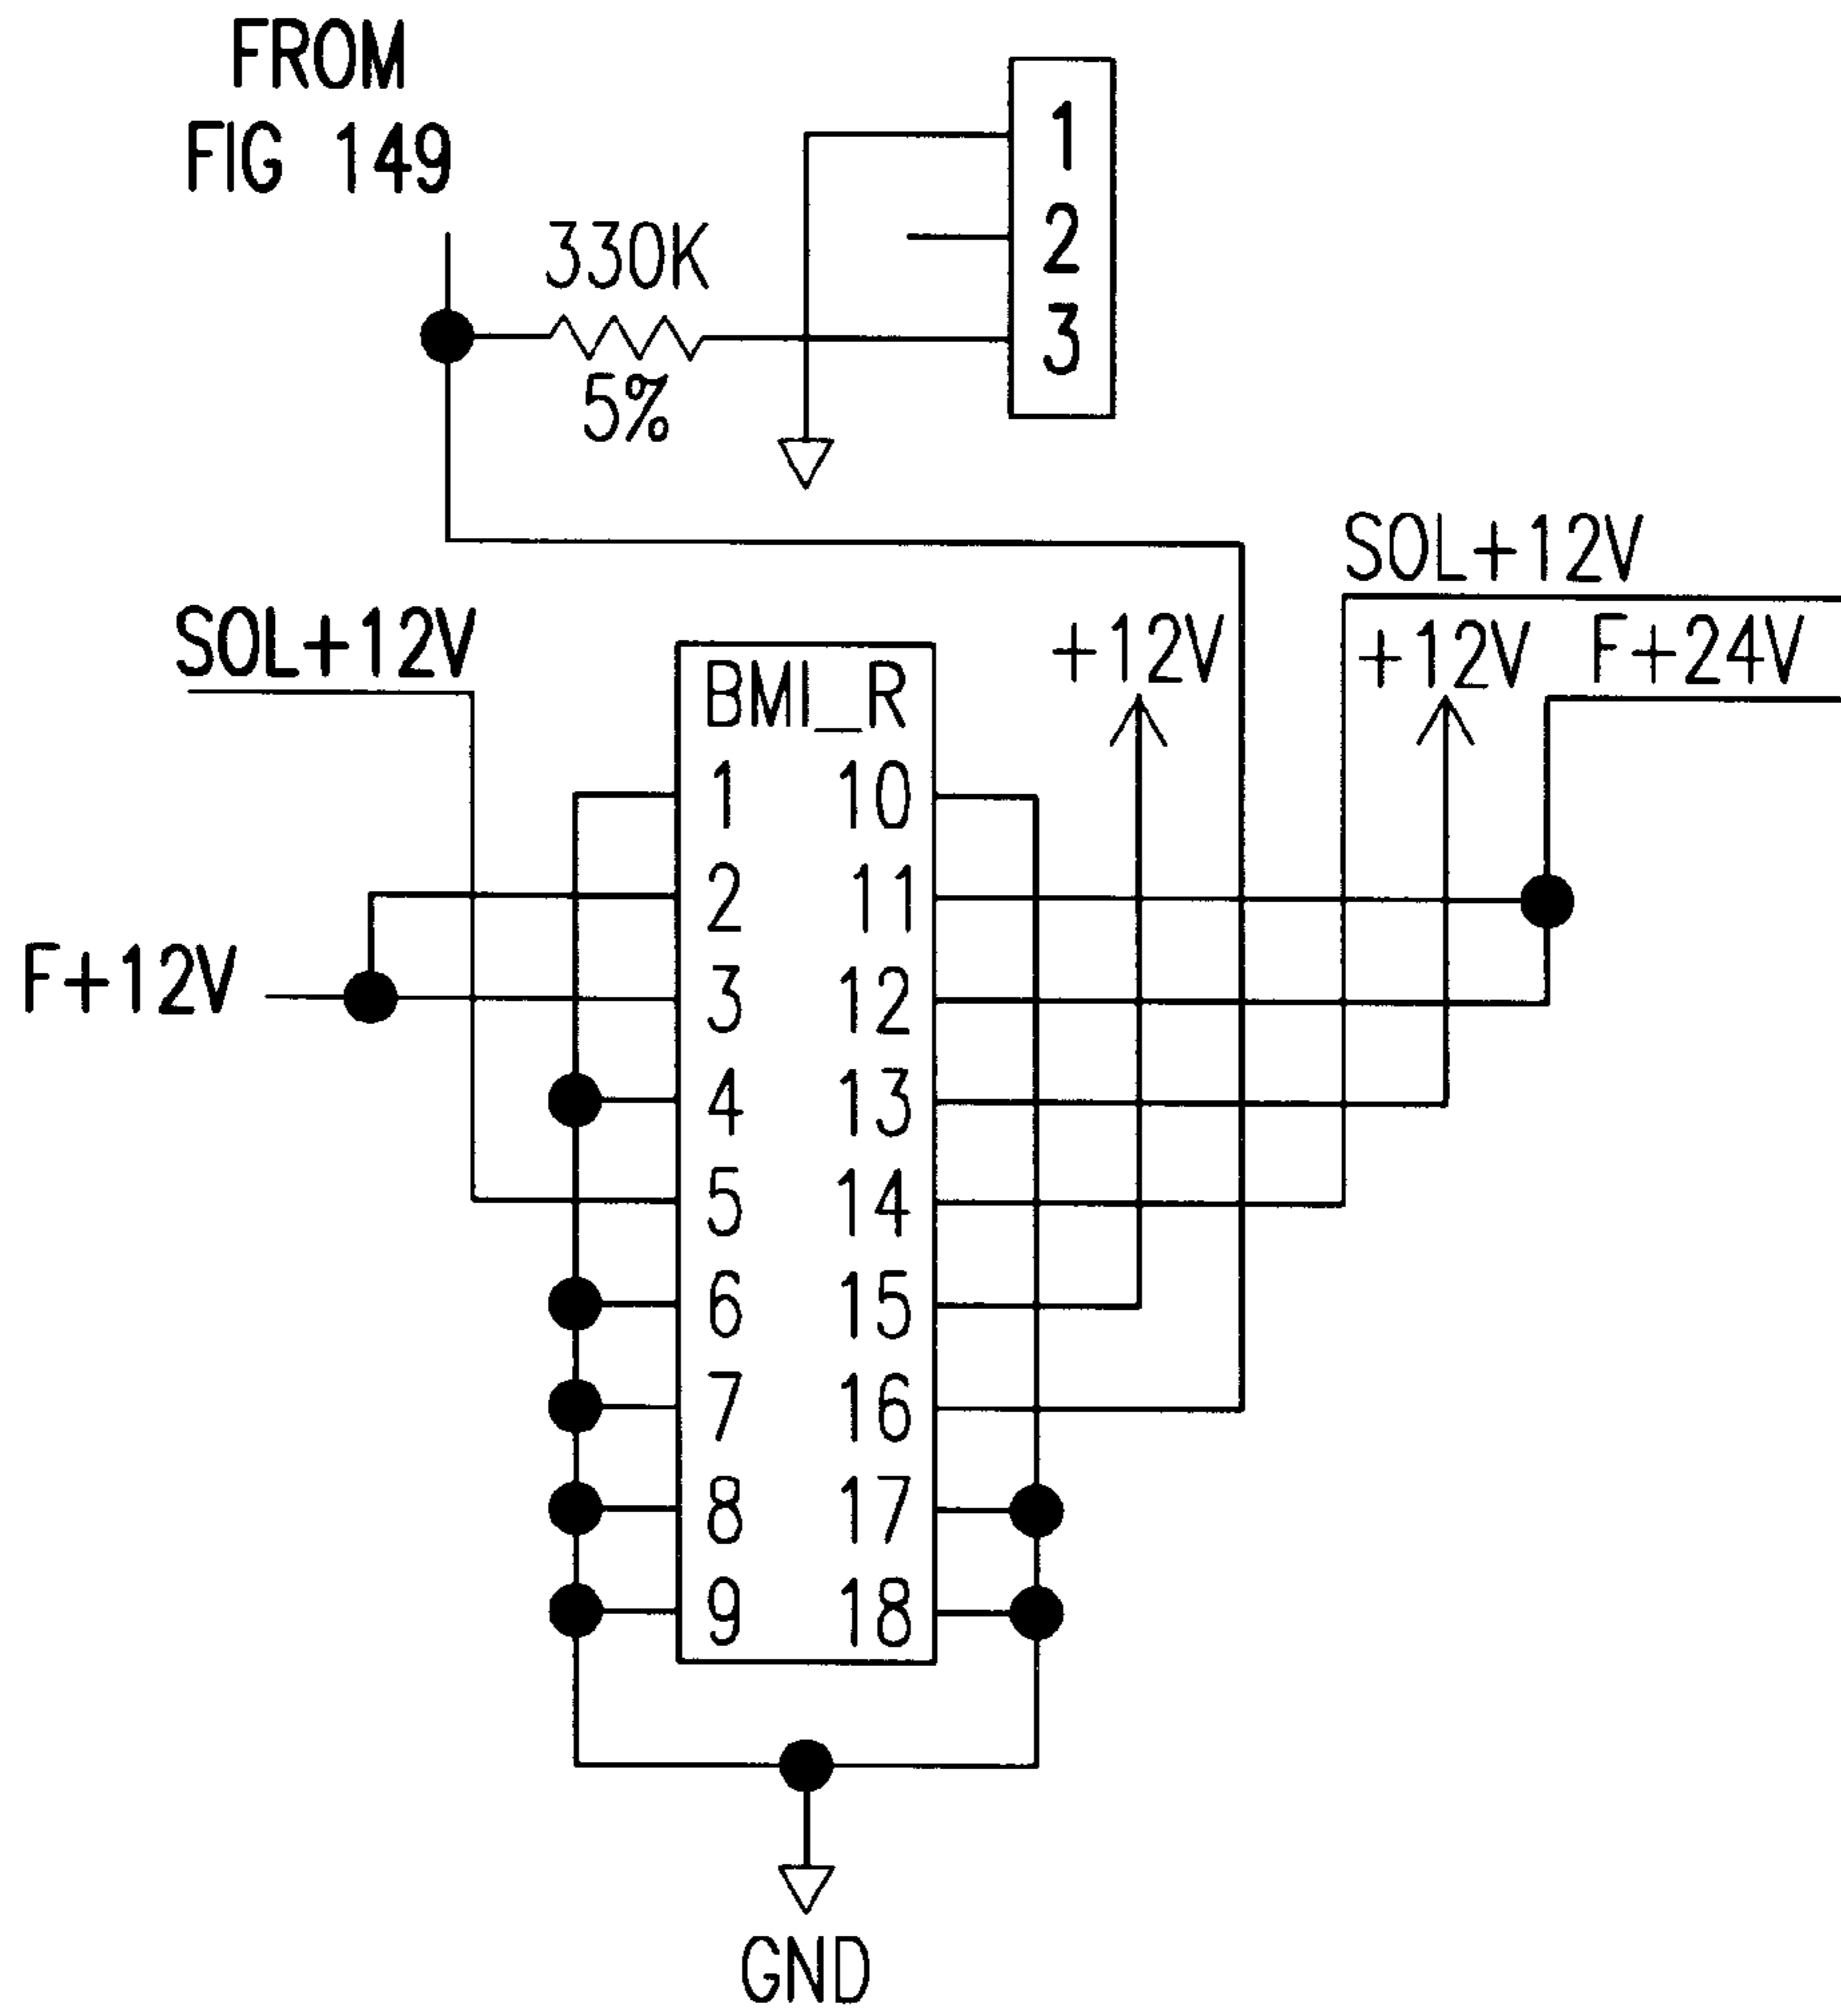 FROM
FIG 149
330K
5%
1
2
3
SOL+12V
SOL+12V
+12V
+12V
F+24V
F+12V
BMI_R
1 10
2 11
3 12
4 13
5 14
6 15
7 16
8 17
9 18
GND